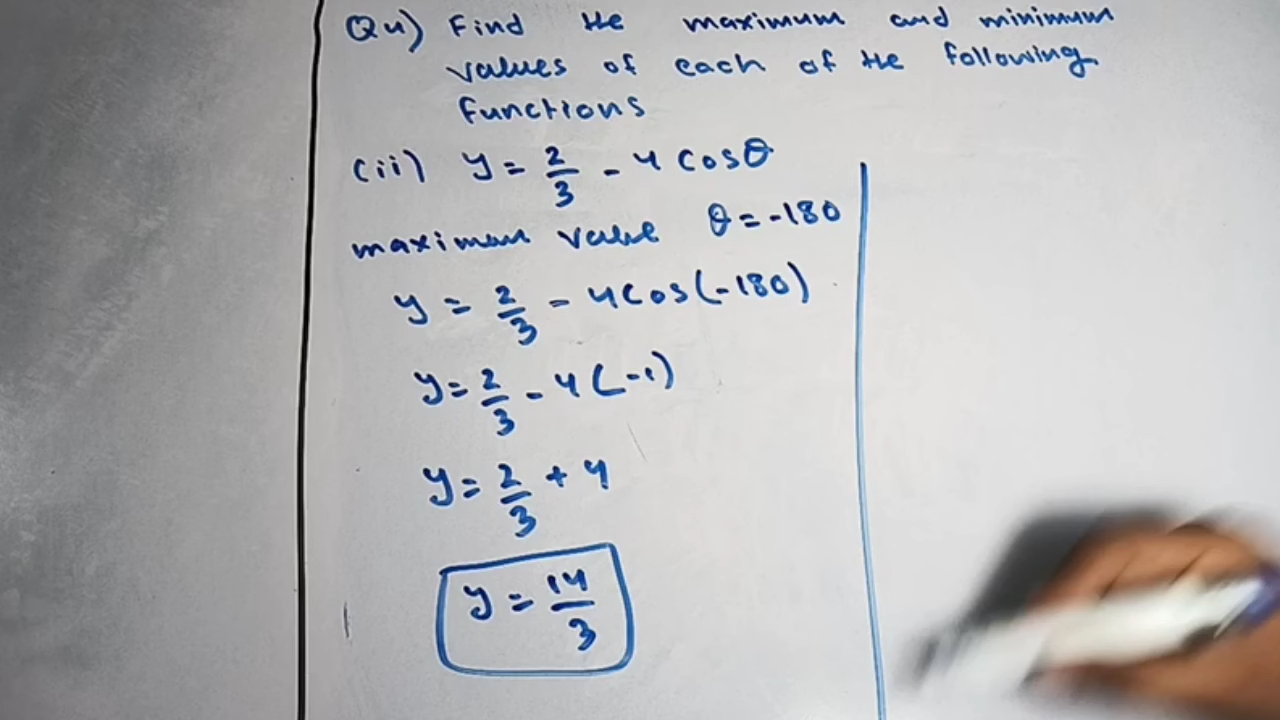 Q4) Find the maximum and minimum
values of each of the following
functions
(ii) y = 2/3 - 4 cosθ
maximum value θ = -180
y = 2/3 - 4cos(-180)
y = 2/3 - 4(-1)
y = 2/3 + 4
y = 14/3